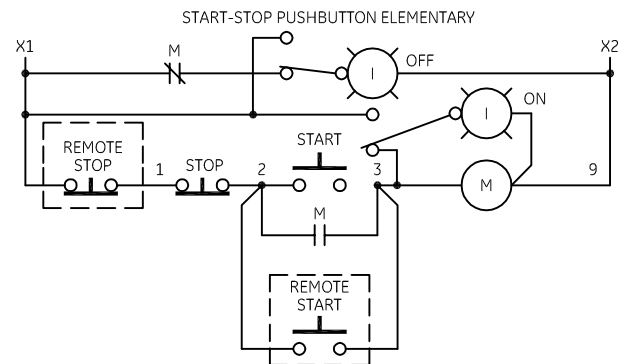 START-STOP PUSHBUTTON ELEMENTARY
X1
X2
M
I
OFF
I
ON
REMOTE
STOP
1
STOP
2
START
3
M
9
M
REMOTE
START